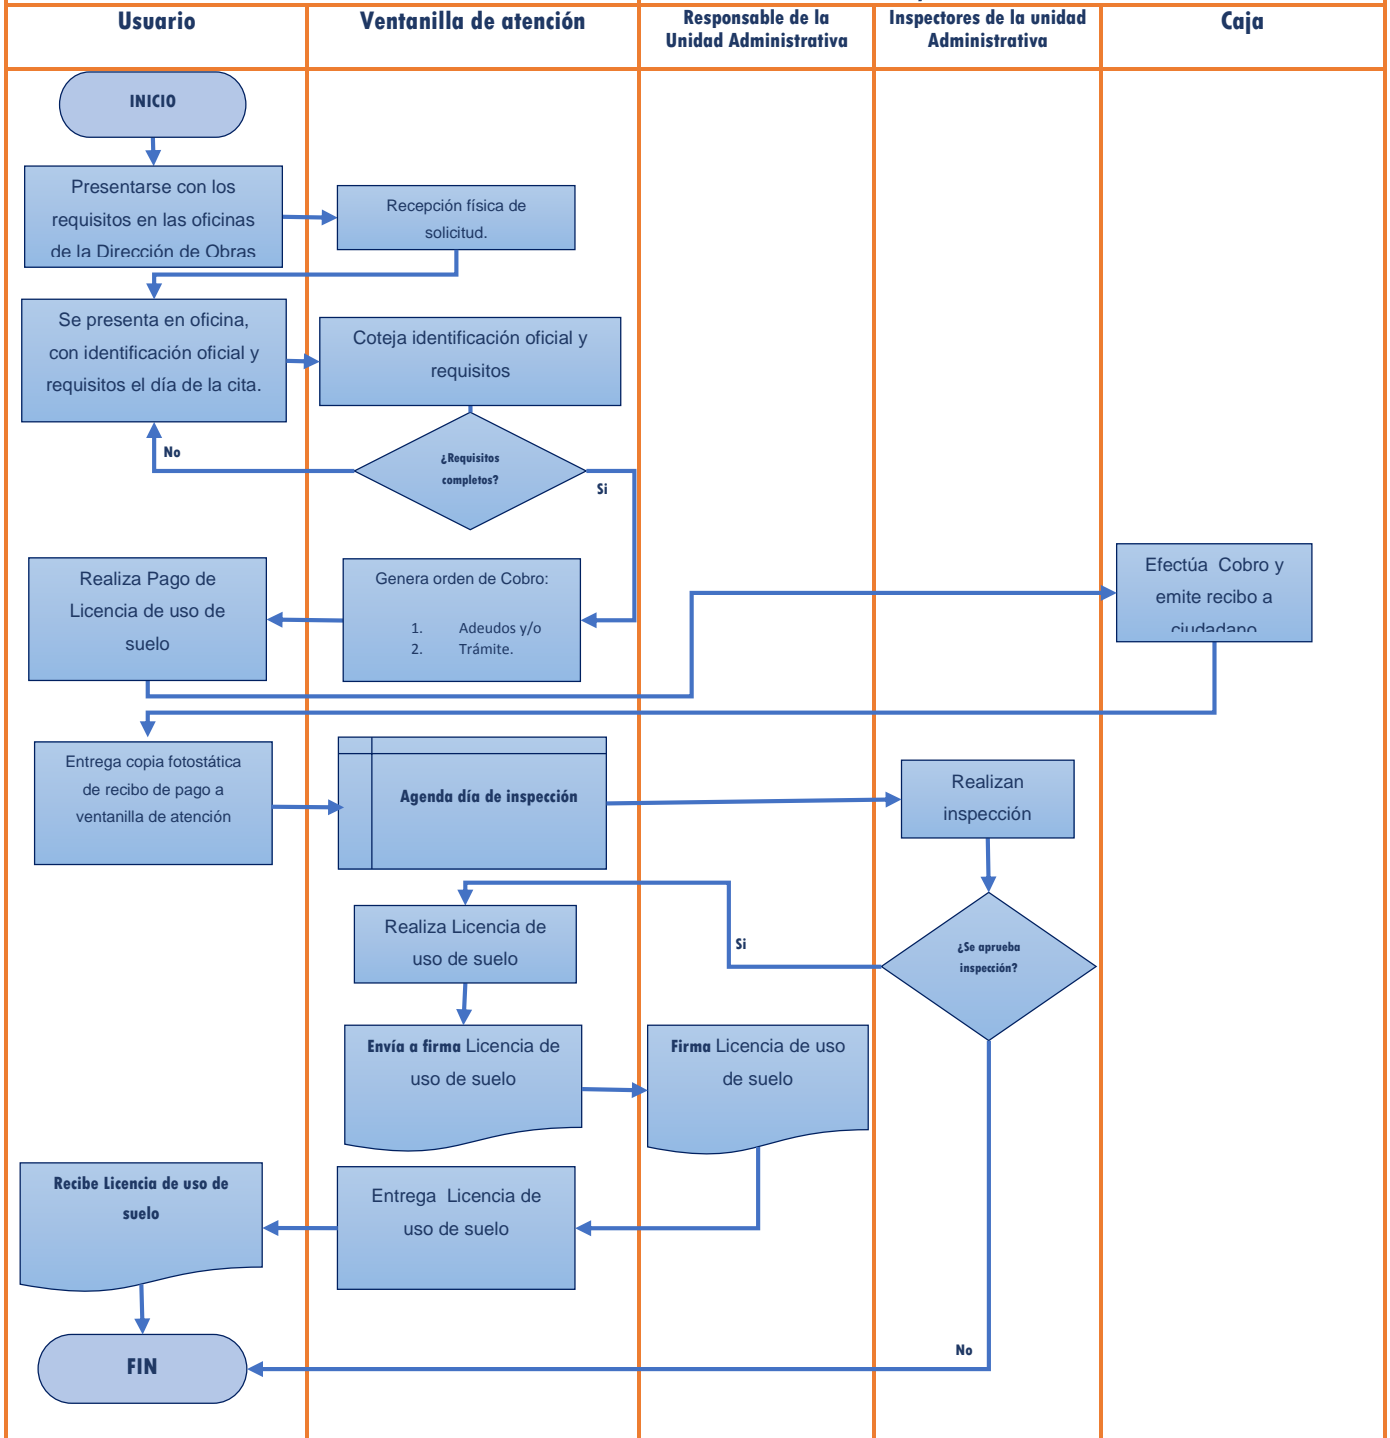 Usuario
Ventanilla de atención
Responsable de la
Unidad Administrativa
Inspectores de la unidad
Administrativa
Caja
INICIO
Presentarse con los
requisitos en las oficinas
de la Dirección de Obras
Recepción física de
solicitud.
Se presenta en oficina,
con identificación oficial y
requisitos el día de la cita.
Coteja identificación oficial y
requisitos
No
¿Requisitos
completos?
Si
Realiza Pago de
Licencia de uso de
suelo
Genera orden de Cobro:
1. Adeudos y/o
2. Trámite.
Efectúa Cobro y
emite recibo a
ciudadano
Entrega copia fotostática
de recibo de pago a
ventanilla de atención
Agenda día de inspección
Realizan
inspección
Realiza Licencia de
uso de suelo
Si
¿Se aprueba
inspección?
Envía a firma Licencia de
uso de suelo
Firma Licencia de uso
de suelo
Recibe Licencia de uso de
suelo
Entrega Licencia de
uso de suelo
No
FIN